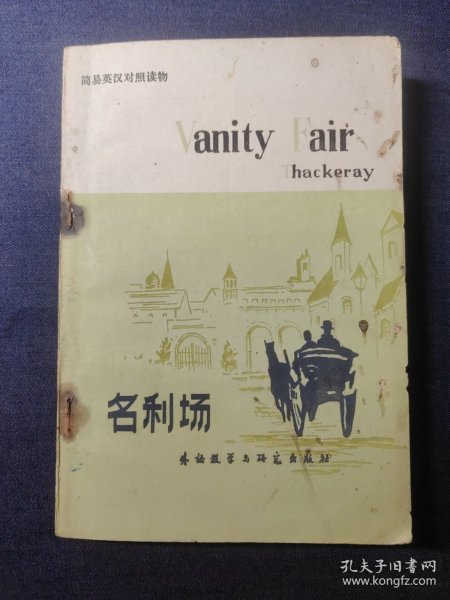 简易英汉对照读物
Vanity Fair
Thackeray
名利场
外语教学与研究出版社
孔夫子旧书网
www.kongfz.com